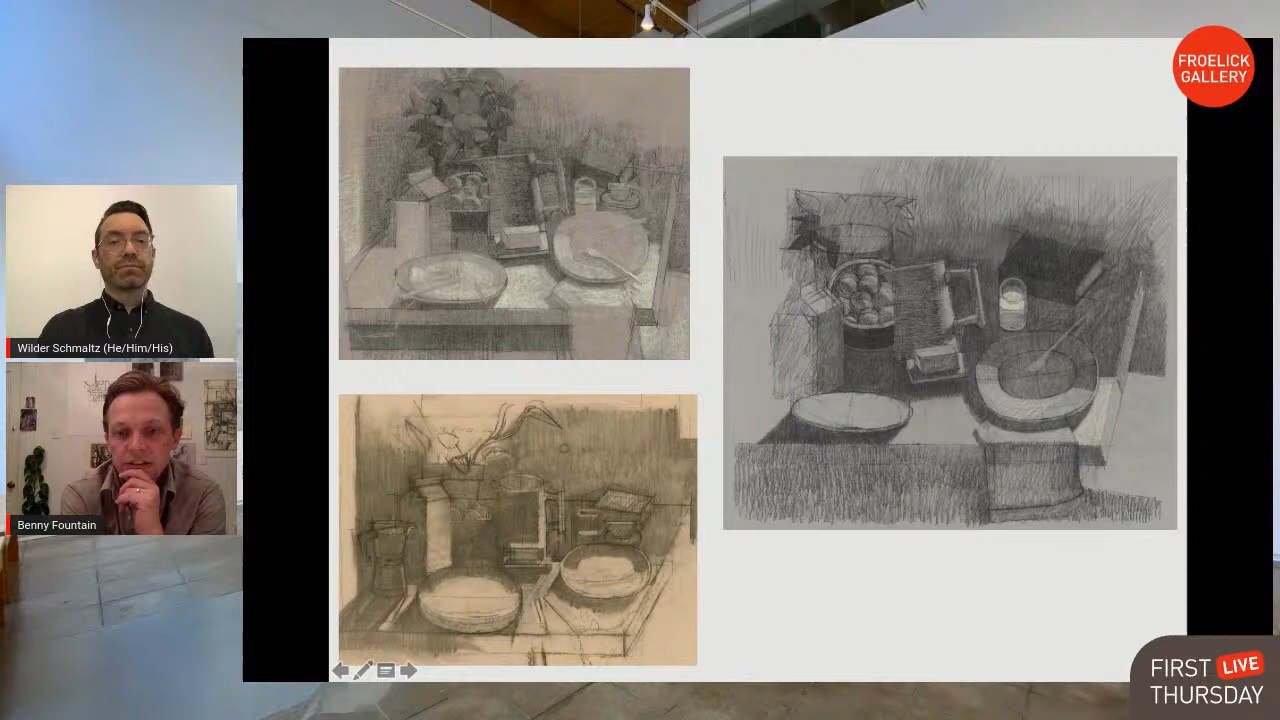 FROELICK
GALLERY
Wilder Schmaltz (He/Him/His)
Benny Fountain
FIRST LIVE
THURSDAY